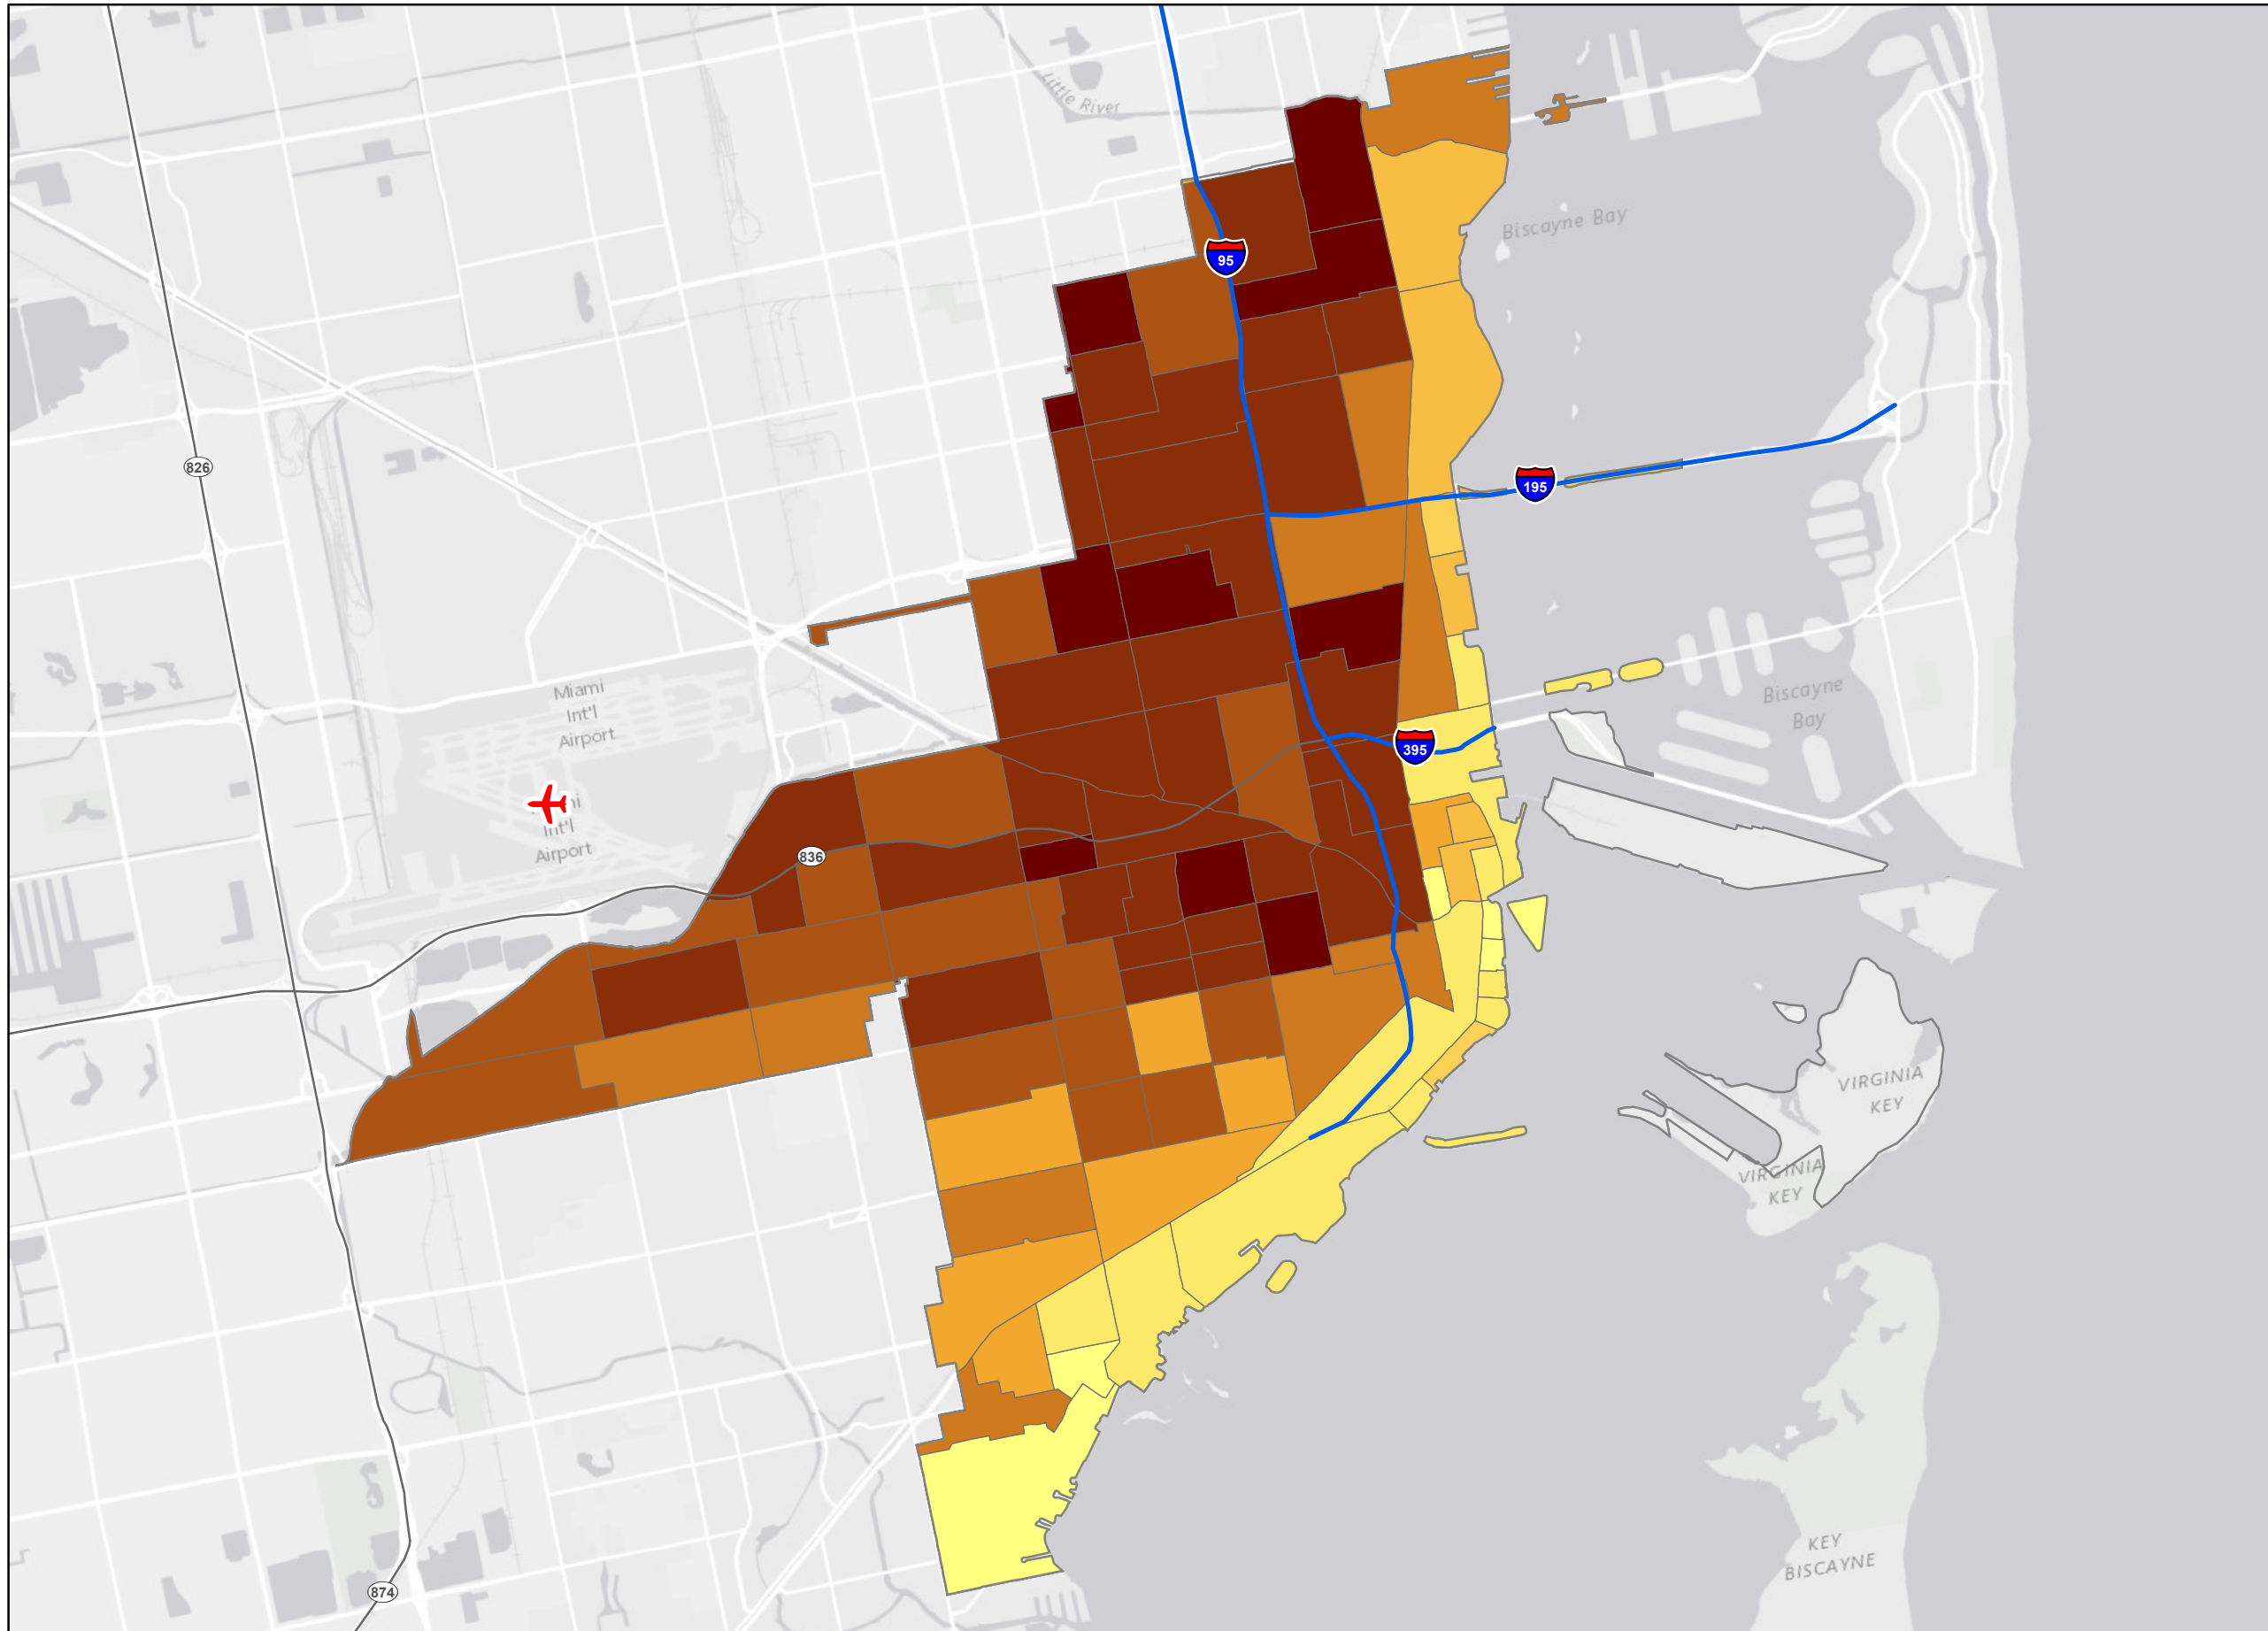 Little River
95
Biscayne Bay
826
195
Miami
Int'l
Airport
Biscayne
Bay
395
Int'l
Airport
836
VIRGINIA
KEY
VIRGINIA
KEY
KEY
BISCAYNE
874